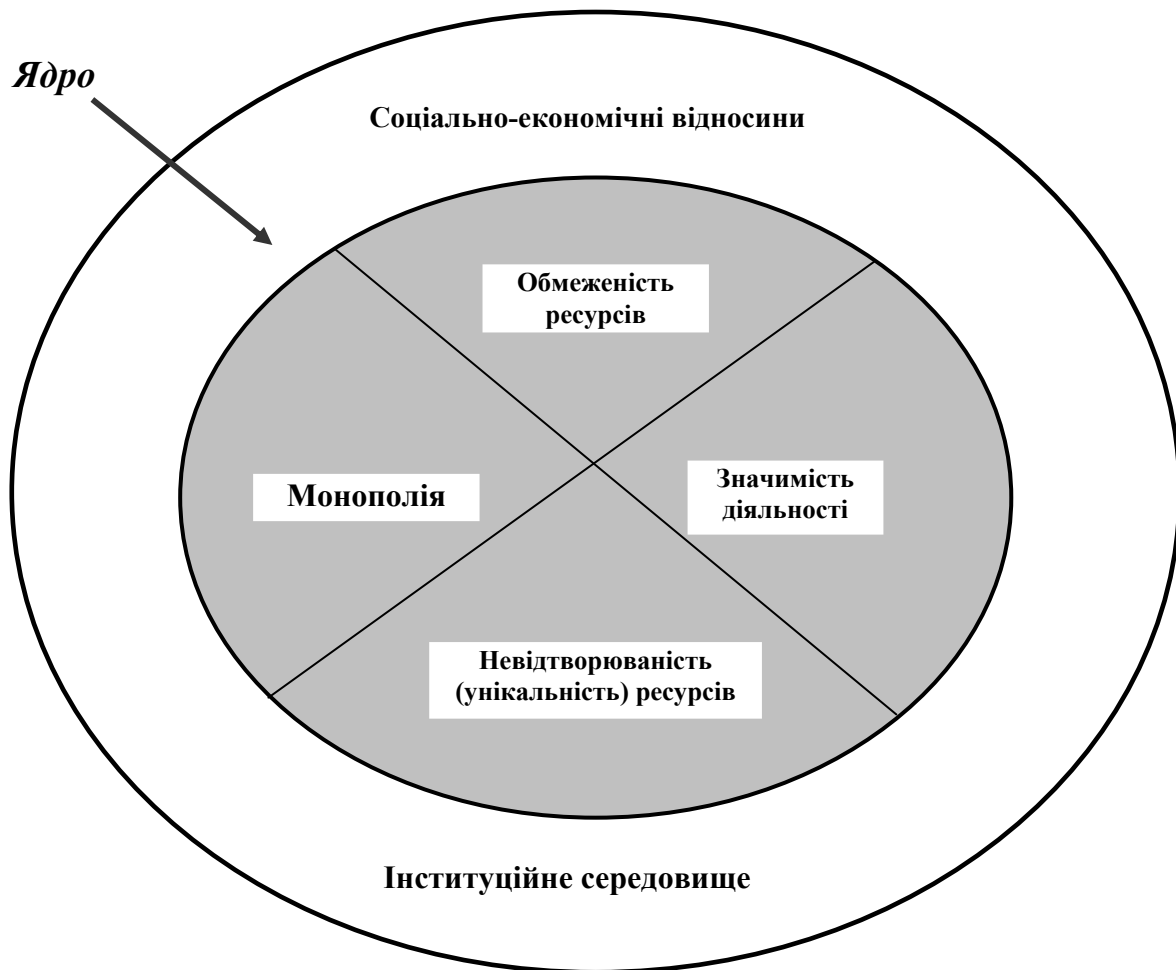 Ядро
Соціально-економічні відносини
Обмеженість
ресурсів
Монополія
Значимість
діяльності
Невідтворюваність
(унікальність) ресурсів
Інституційне середовище